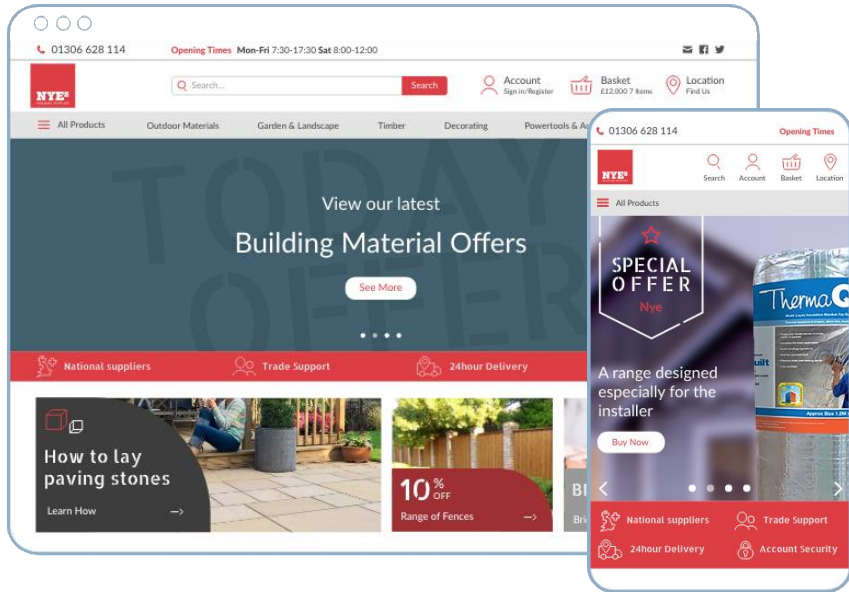 01306 628 114
Opening Times Mon-Fri 7:30-17:30 Sat 8:00-12:00
NYEs
Search...
Search
Account
Sign in/Register
Basket
£12,000 7 Items
Location
Find Us
All Products
Outdoor Materials
Garden & Landscape
Timber
Decorating
Powertools &
TODAY
OFFER
View our latest
Building Material Offers
See More
National suppliers
Trade Support
24hour Delivery
How to lay
paving stones
Learn How
10% OFF
Range of Fences
01306 628 114
Opening Times
NYEs
Search
Account
Basket
Location
All Products
SPECIAL
OFFER
Nye
A range designed
especially for the
installer
Buy Now
ThermaQ
National suppliers
Trade Support
24hour Delivery
Account Security